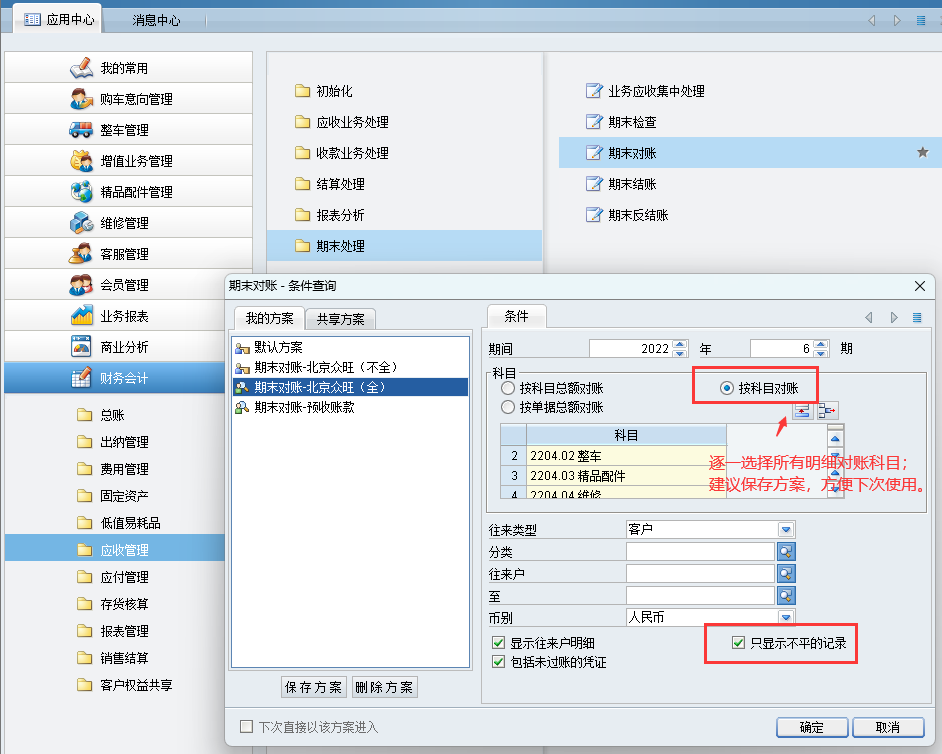 应用中心
消息中心
我的常用
购车意向管理
整车管理
增值业务管理
精品配件管理
维修管理
客服管理
会员管理
业务报表
商业分析
财务会计
总账
出纳管理
费用管理
固定资产
低值易耗品
应收管理
应付管理
存货核算
报表管理
销售结算
客户权益共享
初始化
应收业务处理
收款业务处理
结算处理
报表分析
期末处理
业务应收集中处理
期末检查
期末对账
期末结账
期末反结账
期末对账 - 条件查询
我的方案
共享方案
默认方案
期末对账-北京众旺（不全）
期末对账-北京众旺（全）
期末对账-预收账款
保存方案
删除方案
条件
期间 2022 年 6 期
科目
按科目总额对账
按科目对账
按单据总额对账
科目
2 2204.02 整车
3 2204.03 精品配件
4 2204.04 维修
逐一选择所有明细对账科目；
建议保存方案，方便下次使用。
往来类型 客户
分类
往来户
至
币别 人民币
显示往来户明细
只显示不平的记录
包括未过账的凭证
下次直接以该方案进入
确定
取消